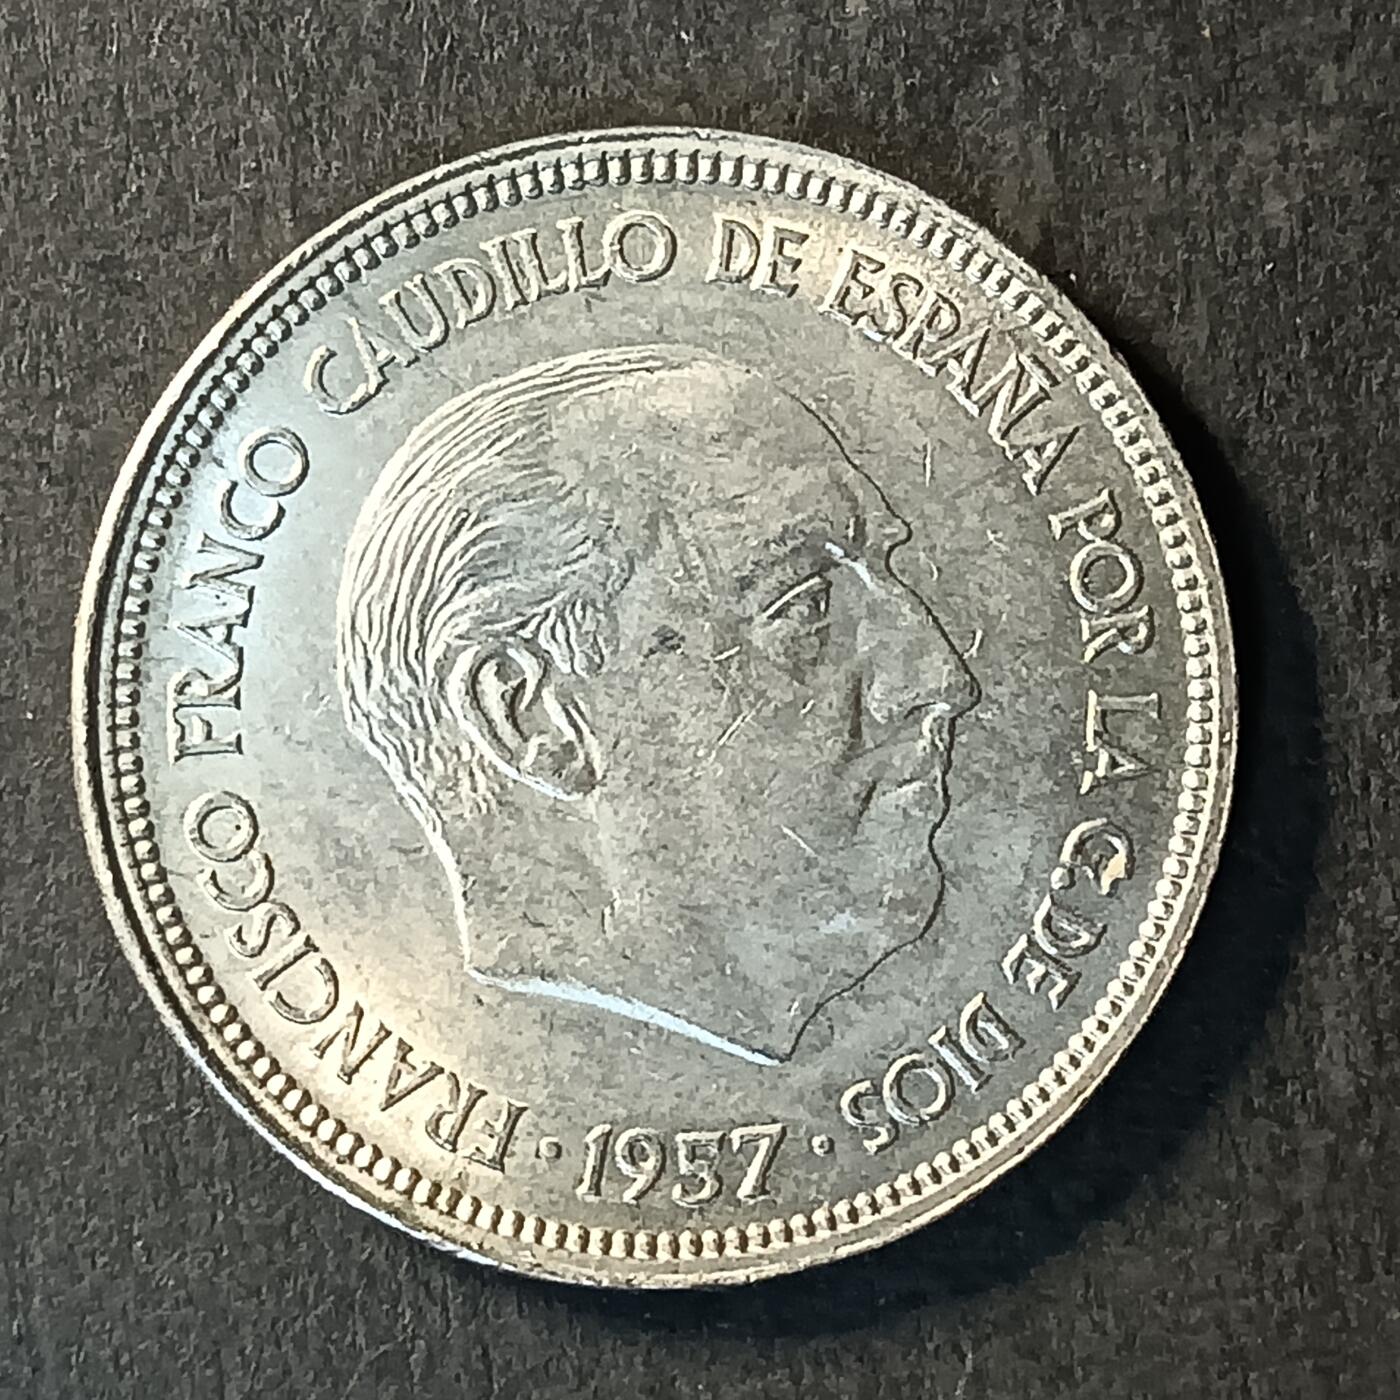 FRANCISCO FRANCO CAUDILLO DE ESPAÑA POR LA G. DE DIOS
· 1957 ·